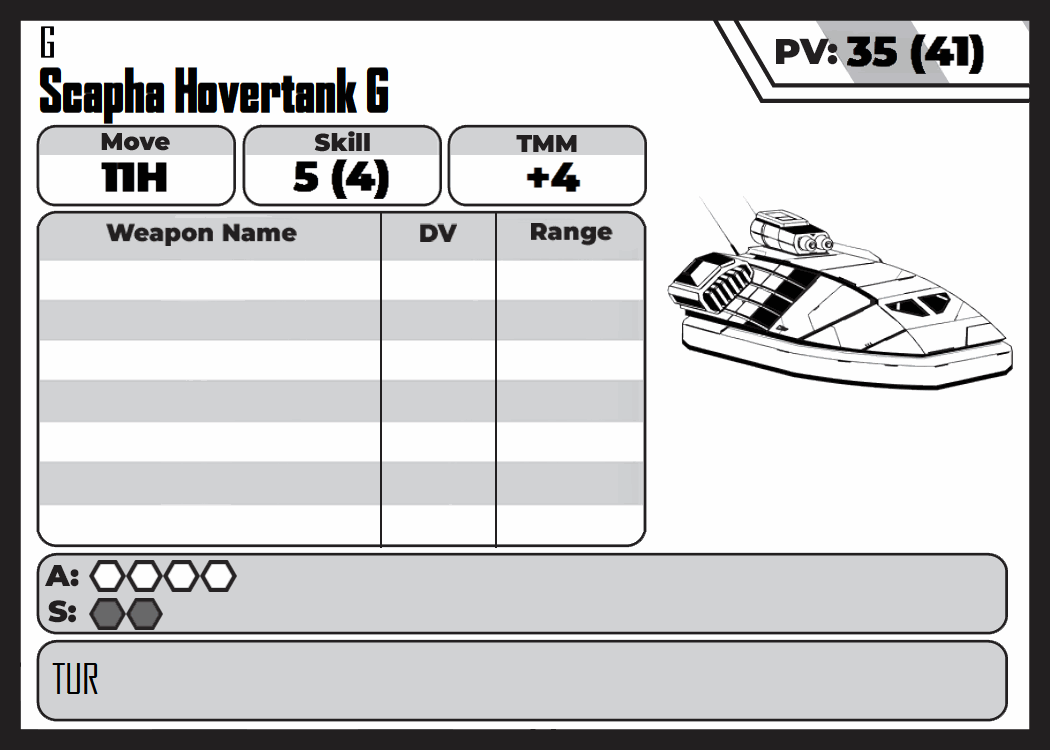 G
PV: 35 (41)
Scapha Hovertank G
Move Skill TMM
11H 5 (4) +4
Weapon Name DV Range
A:
S:
TUR